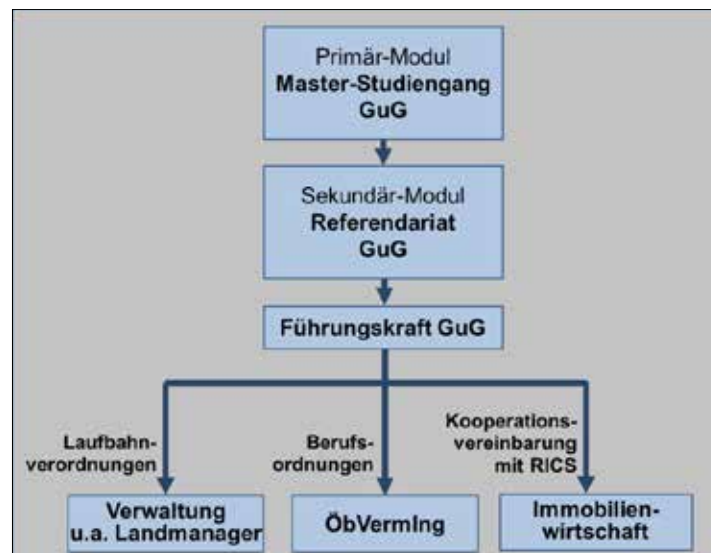 Primär-Modul
Master-Studiengang
GuG
Sekundär-Modul
Referendariat
GuG
Führungskraft GuG
Laufbahn-
verordnungen
Berufs-
ordnungen
Kooperations-
vereinbarung
mit RICS
Verwaltung
u.a. Landmanager
ÖbVermIng
Immobilien-
wirtschaft